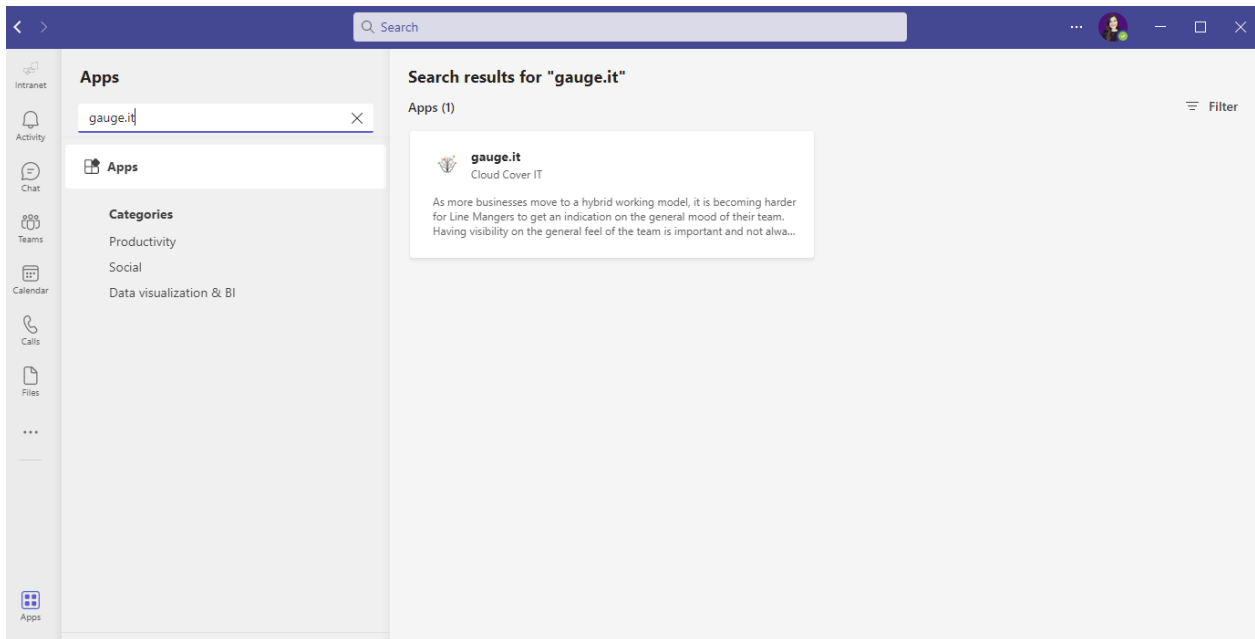 Search
Intranet
Activity
Chat
Teams
Calendar
Calls
Files
Apps
Apps
gauge.it
Apps
Categories
Productivity
Social
Data visualization & BI
Search results for "gauge.it"
Apps (1)
Filter
gauge.it
Cloud Cover IT
As more businesses move to a hybrid working model, it is becoming harder
for Line Mangers to get an indication on the general mood of their team.
Having visibility on the general feel of the team is important and not alwa...